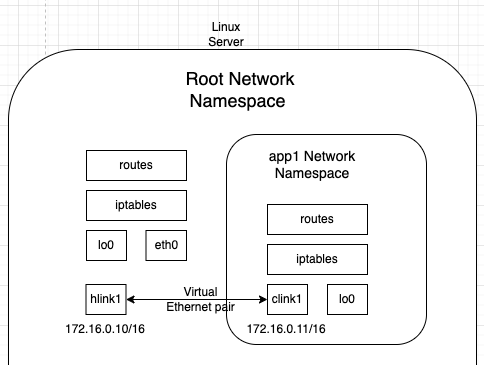 Linux
Server
Root Network
Namespace
app1 Network
Namespace
routes
iptables
lo0
eth0
routes
iptables
hlink1
Virtual
Ethernet pair
clink1
lo0
172.16.0.10/16
172.16.0.11/16